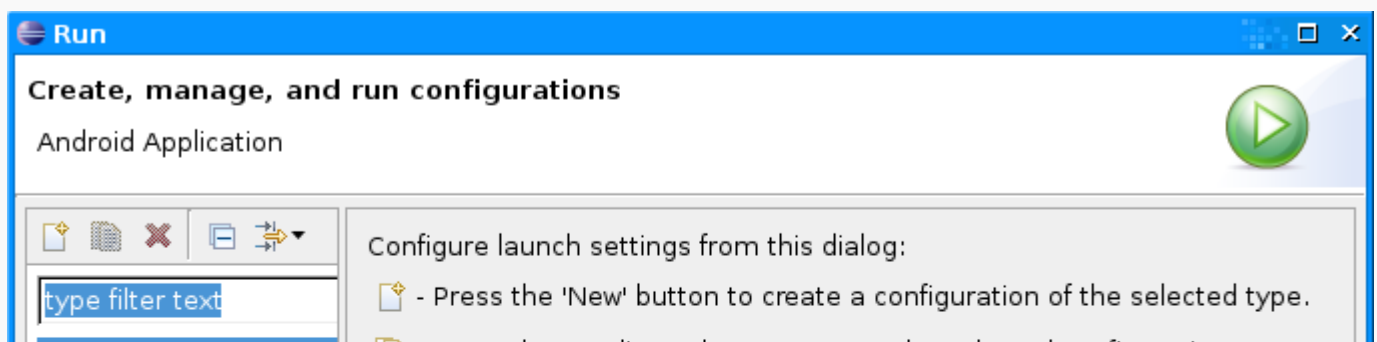 Run
Create, manage, and run configurations
Android Application
Configure launch settings from this dialog:
type filter text
- Press the 'New' button to create a configuration of the selected type.